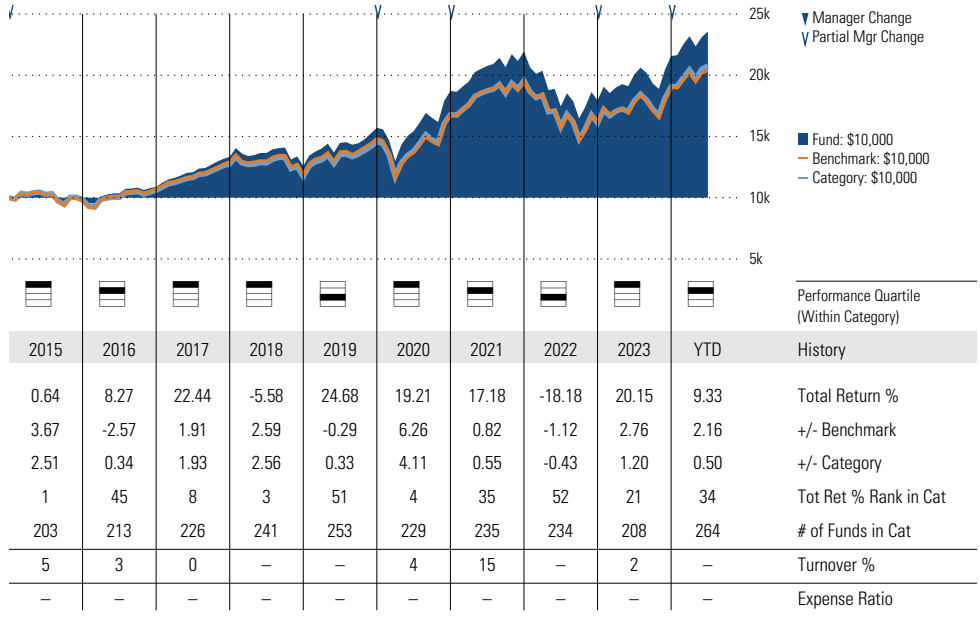 25k
▼ Manager Change
∨ Partial Mgr Change
20k
15k
Fund: $10,000
Benchmark: $10,000
Category: $10,000
10k
5k
Performance Quartile
(Within Category)
2015 2016 2017 2018 2019 2020 2021 2022 2023 YTD History
0.64 8.27 22.44 -5.58 24.68 19.21 17.18 -18.18 20.15 9.33 Total Return %
3.67 -2.57 1.91 2.59 -0.29 6.26 0.82 -1.12 2.76 2.16 +/- Benchmark
2.51 0.34 1.93 2.56 0.33 4.11 0.55 -0.43 1.20 0.50 +/- Category
1 45 8 3 51 4 35 52 21 34 Tot Ret % Rank in Cat
203 213 226 241 253 229 235 234 208 264 # of Funds in Cat
5 3 0 – – 4 15 – 2 – Turnover %
– – – – – – – – – – Expense Ratio